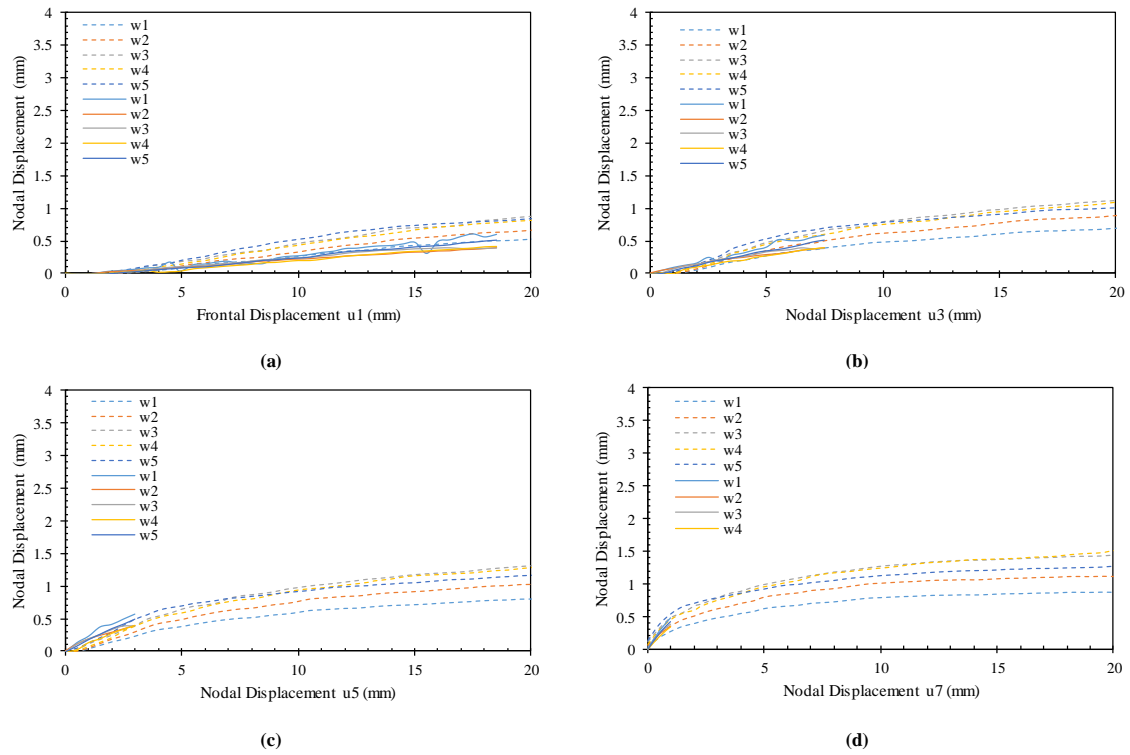 4
3.5
3
2.5
2
1.5
1
0.5
0
Nodal Displacement (mm)
w1
w2
w3
w4
w5
w1
w2
w3
w4
w5
0 5 10 15 20
Frontal Displacement u1 (mm)
(a)
4
3.5
3
2.5
2
1.5
1
0.5
0
Nodal Displacement (mm)
w1
w2
w3
w4
w5
w1
w2
w3
w4
w5
0 5 10 15 20
Nodal Displacement u3 (mm)
(b)
4
3.5
3
2.5
2
1.5
1
0.5
0
Nodal Displacement (mm)
w1
w2
w3
w4
w5
w1
w2
w3
w4
w5
0 5 10 15 20
Nodal Displacement u5 (mm)
(c)
4
3.5
3
2.5
2
1.5
1
0.5
0
Nodal Displacement (mm)
w1
w2
w3
w4
w5
w1
w2
w3
w4
0 5 10 15 20
Nodal Displacement u7 (mm)
(d)